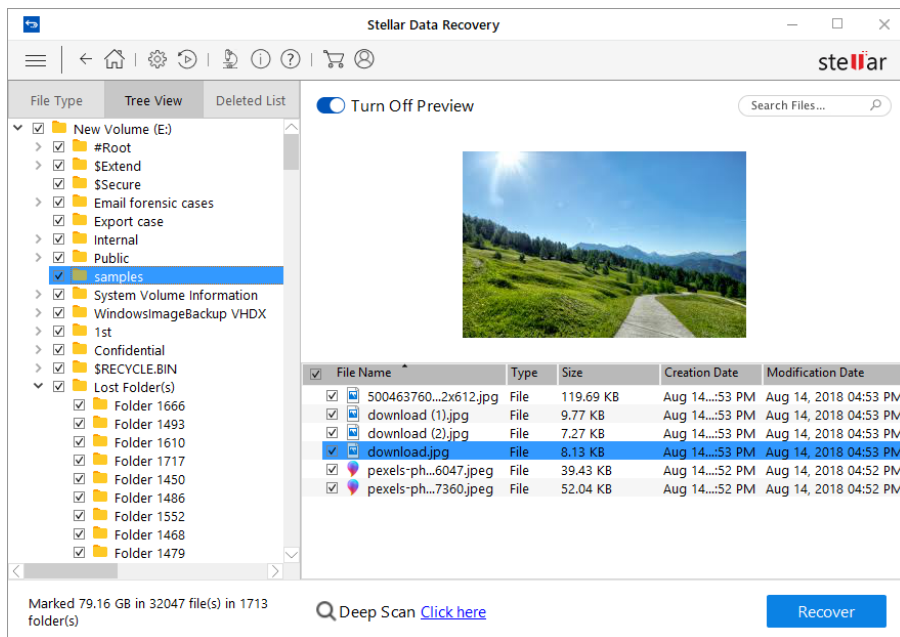 Stellar Data Recovery
stellar
File Type Tree View Deleted List
Turn Off Preview
Search Files...
New Volume (E:)
#Root
$Extend
$Secure
Email forensic cases
Export case
Internal
Public
samples
System Volume Information
WindowsImageBackup VHDX
1st
Confidential
$RECYCLE.BIN
Lost Folder(s)
Folder 1666
Folder 1493
Folder 1610
Folder 1717
Folder 1450
Folder 1486
Folder 1552
Folder 1468
Folder 1479
File Name Type Size Creation Date Modification Date
500463760...2x612.jpg File 119.69 KB Aug 14...:53 PM Aug 14, 2018 04:53 PM
download (1).jpg File 9.77 KB Aug 14...:53 PM Aug 14, 2018 04:53 PM
download (2).jpg File 7.27 KB Aug 14...:53 PM Aug 14, 2018 04:53 PM
download.jpg File 8.13 KB Aug 14...:53 PM Aug 14, 2018 04:53 PM
pexels-ph...6047.jpeg File 39.43 KB Aug 14...:52 PM Aug 14, 2018 04:52 PM
pexels-ph...7360.jpeg File 52.04 KB Aug 14...:52 PM Aug 14, 2018 04:52 PM
Marked 79.16 GB in 32047 file(s) in 1713
folder(s)
Deep Scan Click here
Recover